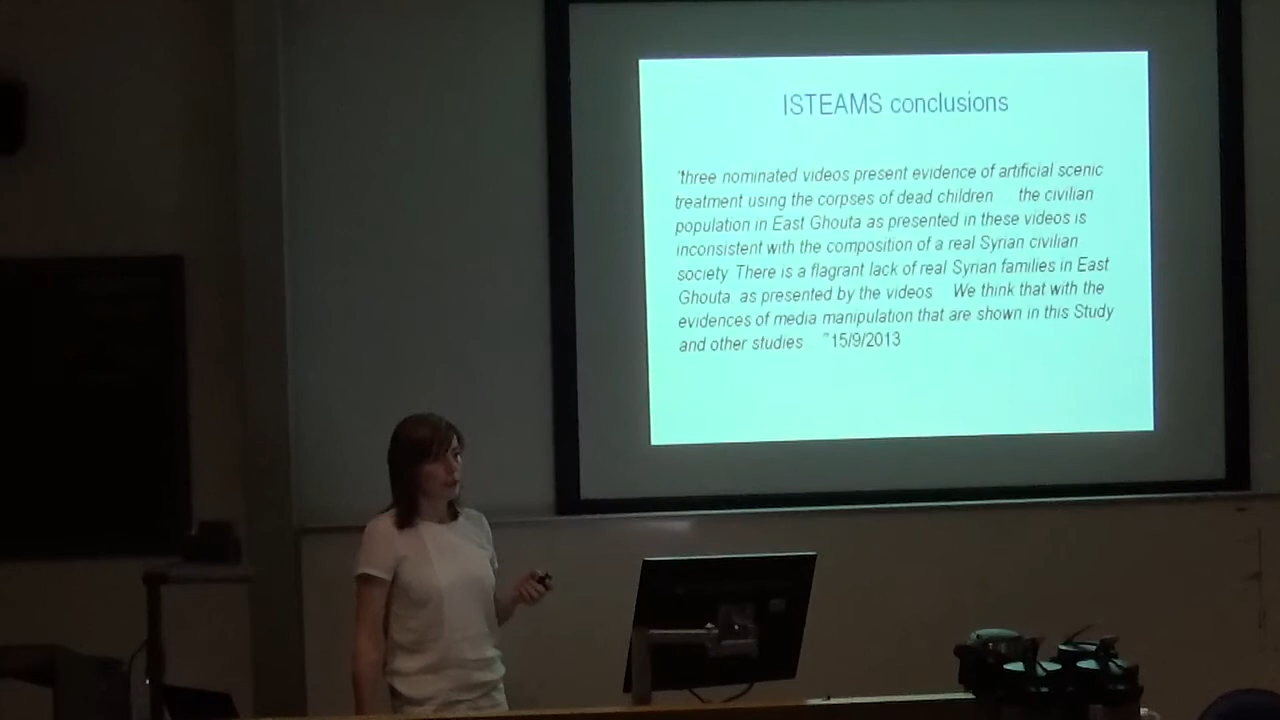 ISTEAMS conclusions
"three nominated videos present evidence of artificial scenic
treatment using the corpses of dead children the civilian
population in East Ghouta as presented in these videos is
inconsistent with the composition of a real Syrian civilian
society There is a flagrant lack of real Syrian families in East
Ghouta as presented by the videos We think that with the
evidences of media manipulation that are shown in this Study
and other studies "15/9/2013